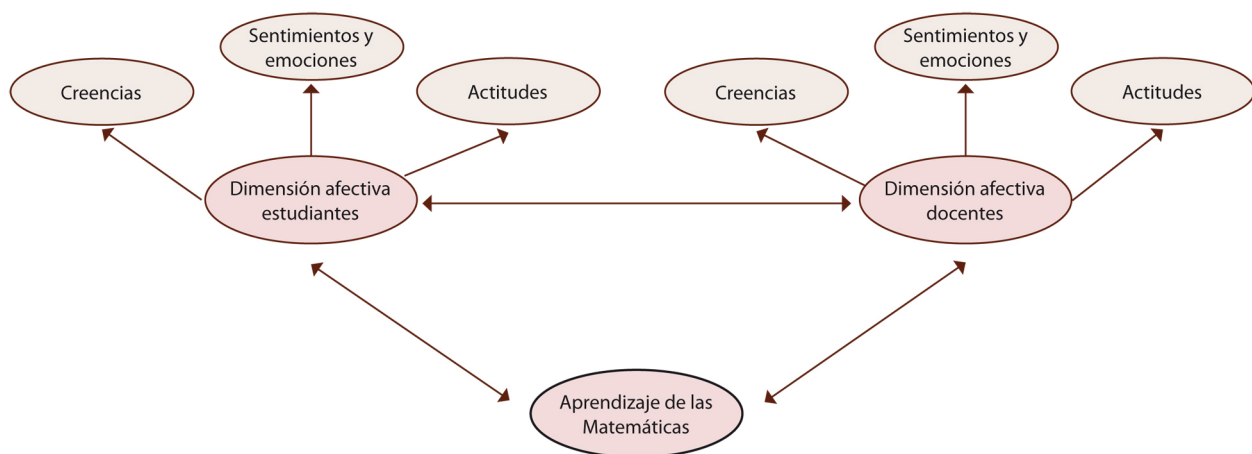 Sentimientos y
emociones
Creencias
Actitudes
Dimensión afectiva
estudiantes
Sentimientos y
emociones
Creencias
Actitudes
Dimensión afectiva
docentes
Aprendizaje de las
Matemáticas